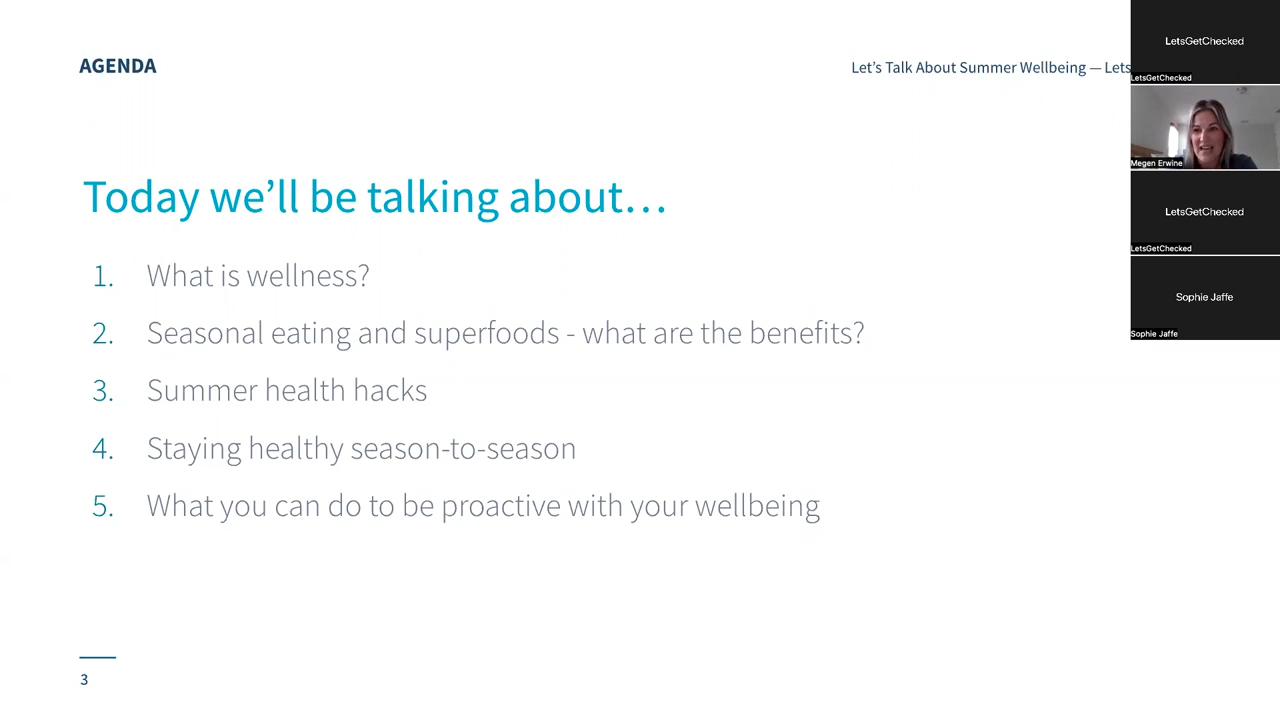 AGENDA
Let’s Talk About Summer Wellbeing — Lets
Today we’ll be talking about…
1. What is wellness?
2. Seasonal eating and superfoods - what are the benefits?
3. Summer health hacks
4. Staying healthy season-to-season
5. What you can do to be proactive with your wellbeing
3
LetsGetChecked
LetsGetChecked
Megen Erwine
LetsGetChecked
LetsGetChecked
Sophie Jaffe
Sophie Jaffe